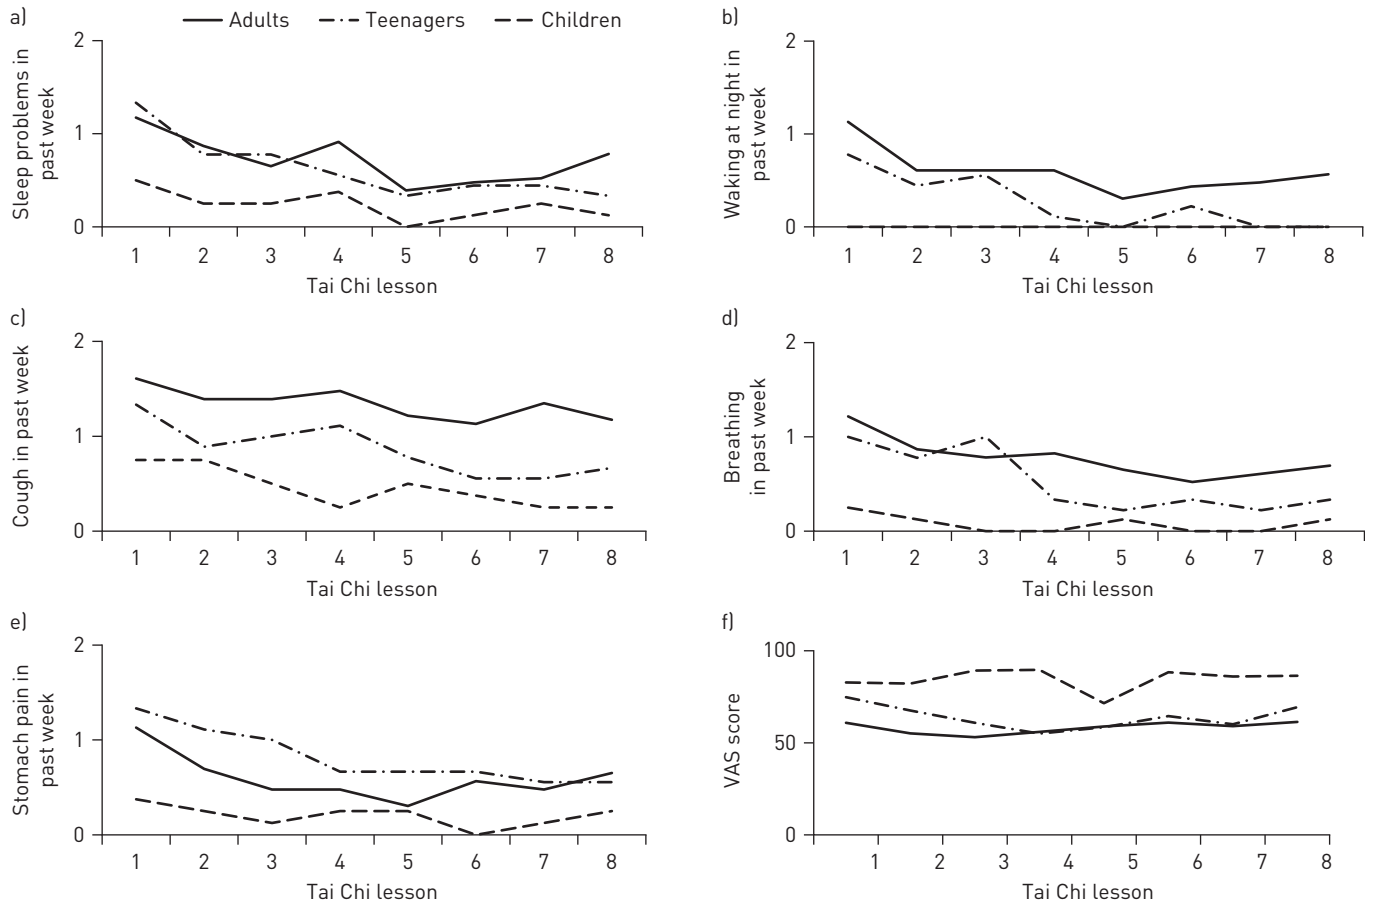 a)
Adults Teenagers Children
Sleep problems in
past week
2
1
0
1 2 3 4 5 6 7 8
Tai Chi lesson
b)
Waking at night in
past week
2
1
0
1 2 3 4 5 6 7 8
Tai Chi lesson
c)
Cough in past week
2
1
0
1 2 3 4 5 6 7 8
Tai Chi lesson
d)
Breathing
in past week
2
1
0
1 2 3 4 5 6 7 8
Tai Chi lesson
e)
Stomach pain in
past week
2
1
0
1 2 3 4 5 6 7 8
Tai Chi lesson
f)
VAS score
100
50
0
1 2 3 4 5 6 7 8
Tai Chi lesson